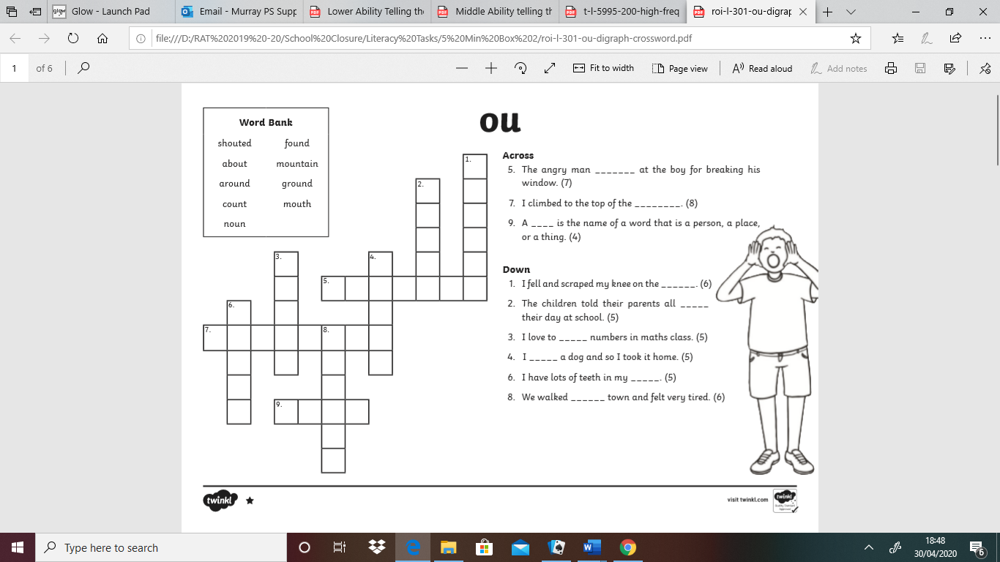 Glow - Launch Pad
Email - Murray PS Supp
Lower Ability Telling the
Middle Ability telling th
t-l-5995-200-high-freq
roi-l-301-ou-digrap
file:///D:/RAT%202019%20-20/School%20Closure/Literacy%20Tasks/5%20Min%20Box%202/roi-l-301-ou-digraph-crossword.pdf
1 of 6
Fit to width
Page view
Read aloud
Add notes
Word Bank
shouted found
about mountain
around ground
count mouth
noun
ou
1.
2.
3.
4.
5.
6.
7.
8.
9.
Across
5. The angry man _______ at the boy for breaking his
window. (7)
7. I climbed to the top of the ________. (8)
9. A ____ is the name of a word that is a person, a place,
or a thing. (4)
Down
1. I fell and scraped my knee on the ______. (6)
2. The children told their parents all _____
their day at school. (5)
3. I love to _____ numbers in maths class. (5)
4. I _____ a dog and so I took it home. (5)
6. I have lots of teeth in my _____. (5)
8. We walked ______ town and felt very tired. (6)
twinkl
visit twinkl.com
twinkl
Type here to search
18:48
30/04/2020
6